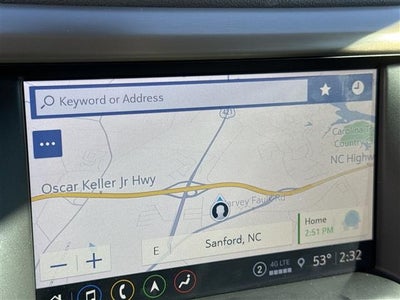 Keyword or Address
Carolina T
Country
NC Highw
Oscar Keller Jr Hwy
Harvey Faulk Rd
Home
2:51 PM
E
Sanford, NC
2
4G LTE
53°
2:32